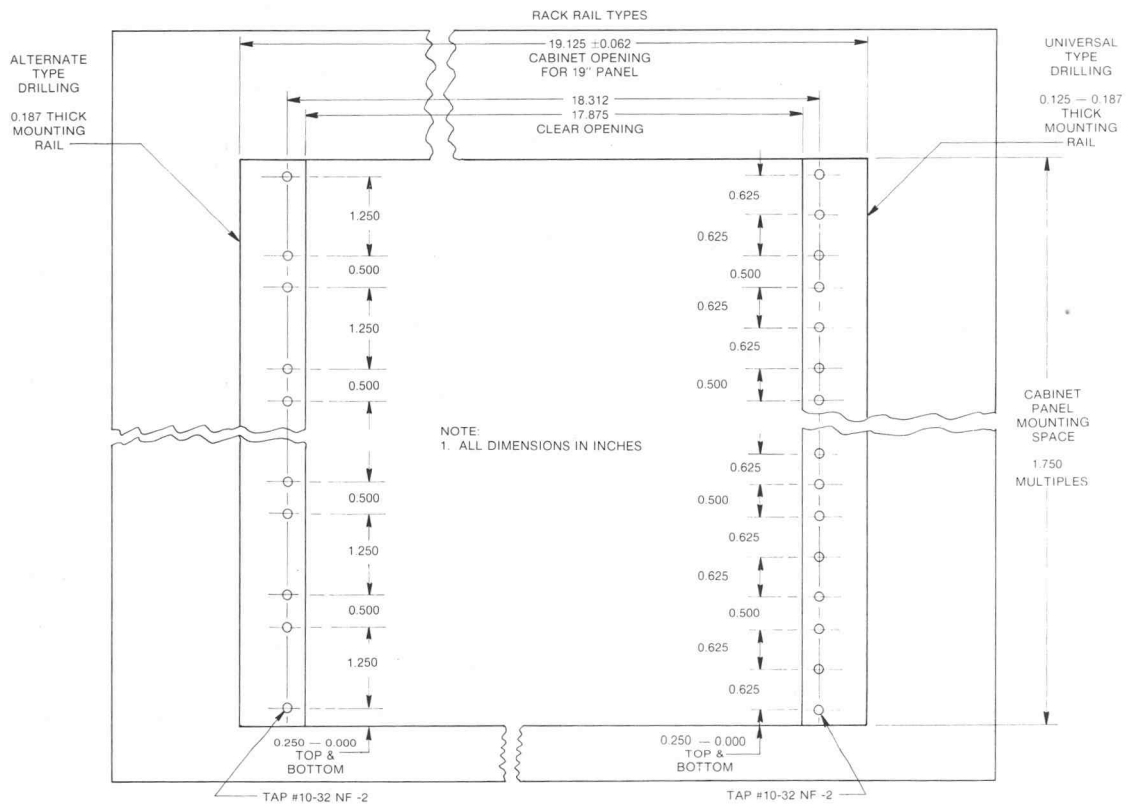 RACK RAIL TYPES
ALTERNATE
TYPE
DRILLING
0.187 THICK
MOUNTING
RAIL
19.125 ±0.062
CABINET OPENING
FOR 19" PANEL
18.312
17.875
CLEAR OPENING
UNIVERSAL
TYPE
DRILLING
0.125 — 0.187
THICK
MOUNTING
RAIL
1.250
0.500
1.250
0.500
0.500
1.250
0.500
1.250
0.250 — 0.000
TOP &
BOTTOM
TAP #10-32 NF -2
NOTE:
1. ALL DIMENSIONS IN INCHES
0.625
0.625
0.500
0.625
0.625
0.500
0.625
0.500
0.625
0.625
0.500
0.625
0.625
0.250 — 0.000
TOP &
BOTTOM
TAP #10-32 NF -2
CABINET
PANEL
MOUNTING
SPACE
1.750
MULTIPLES